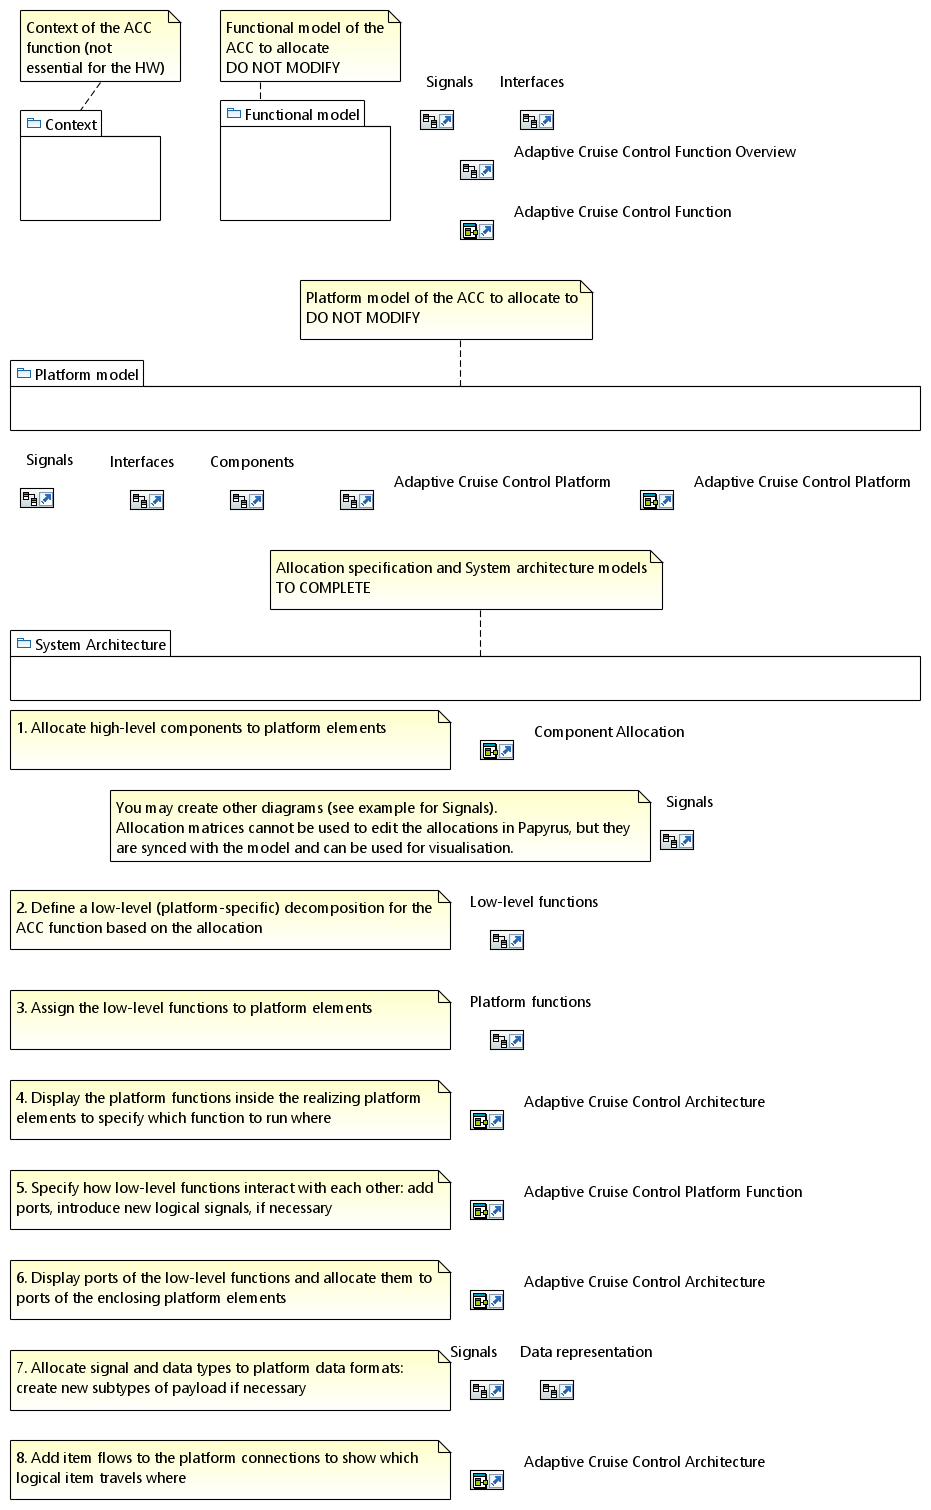 Context of the ACC
function (not
essential for the HW)
Functional model of the
ACC to allocate
DO NOT MODIFY
Context
Functional model
Signals
Interfaces
Adaptive Cruise Control Function Overview
Adaptive Cruise Control Function
Platform model of the ACC to allocate to
DO NOT MODIFY
Platform model
Signals
Interfaces
Components
Adaptive Cruise Control Platform
Adaptive Cruise Control Platform
Allocation specification and System architecture models
TO COMPLETE
System Architecture
1. Allocate high-level components to platform elements
Component Allocation
You may create other diagrams (see example for Signals).
Allocation matrices cannot be used to edit the allocations in Papyrus, but they
are synced with the model and can be used for visualisation.
Signals
2. Define a low-level (platform-specific) decomposition for the
ACC function based on the allocation
Low-level functions
3. Assign the low-level functions to platform elements
Platform functions
4. Display the platform functions inside the realizing platform
elements to specify which function to run where
Adaptive Cruise Control Architecture
5. Specify how low-level functions interact with each other: add
ports, introduce new logical signals, if necessary
Adaptive Cruise Control Platform Function
6. Display ports of the low-level functions and allocate them to
ports of the enclosing platform elements
Adaptive Cruise Control Architecture
7. Allocate signal and data types to platform data formats:
create new subtypes of payload if necessary
Signals
Data representation
8. Add item flows to the platform connections to show which
logical item travels where
Adaptive Cruise Control Architecture